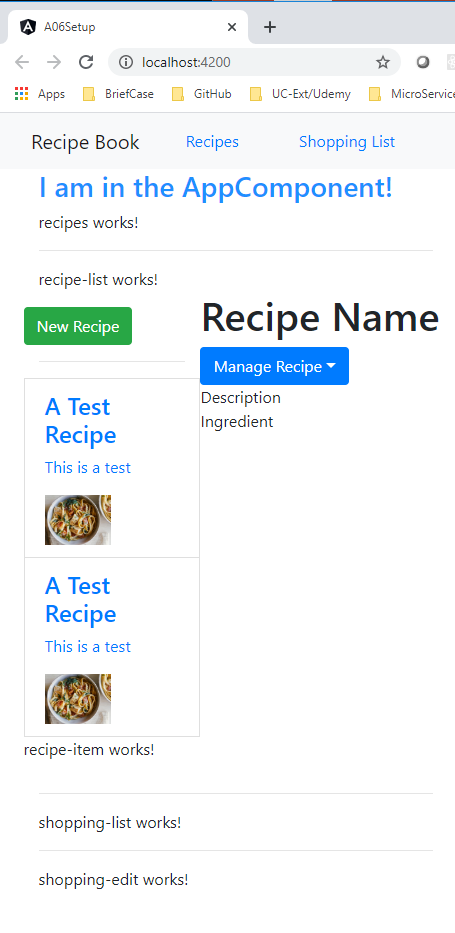 A06Setup
localhost:4200
Apps BriefCase GitHub UC-Ext/Udemy MicroService
Recipe Book Recipes Shopping List
I am in the AppComponent!
recipes works!
recipe-list works!
New Recipe
Recipe Name
Manage Recipe
Description
Ingredient
A Test
Recipe
This is a test
A Test
Recipe
This is a test
recipe-item works!
shopping-list works!
shopping-edit works!